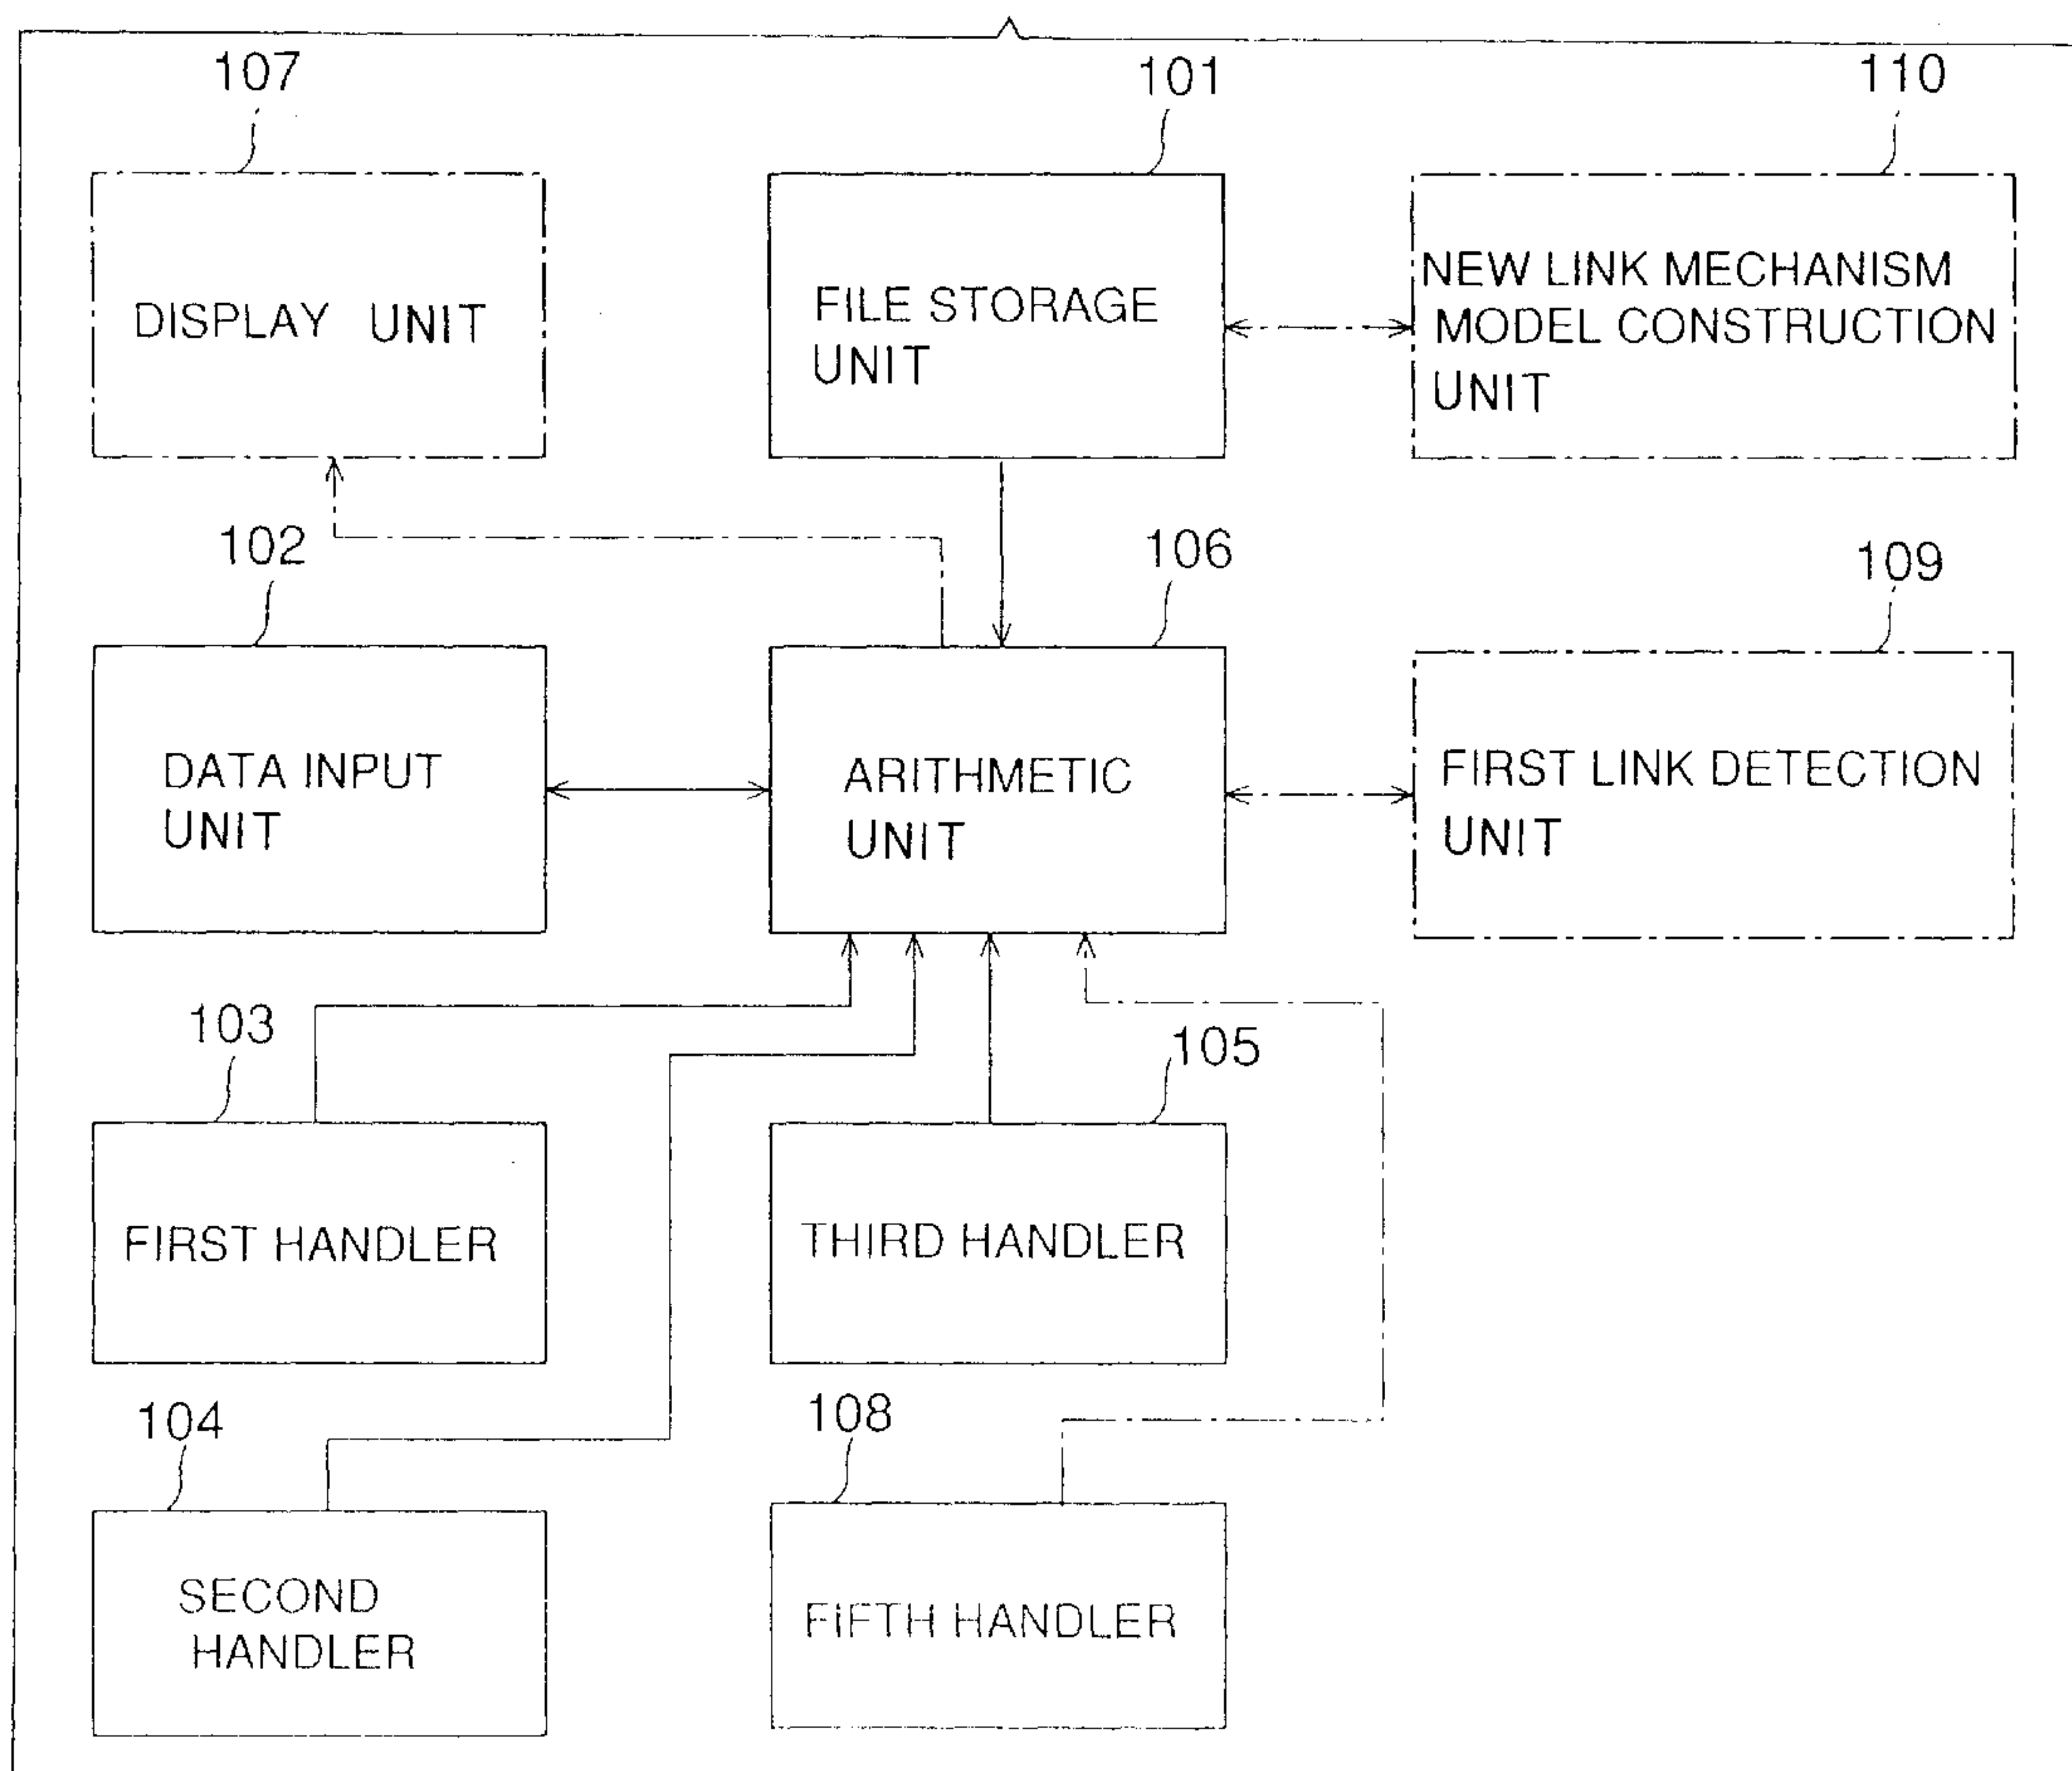 107
101
110
DISPLAY UNIT
FILE STORAGE
UNIT
NEW LINK MECHANISM
MODEL CONSTRUCTION
UNIT
102
106
109
DATA INPUT
UNIT
ARITHMETIC
UNIT
FIRST LINK DETECTION
UNIT
103
105
FIRST HANDLER
THIRD HANDLER
104
108
SECOND
HANDLER
FIFTH HANDLER